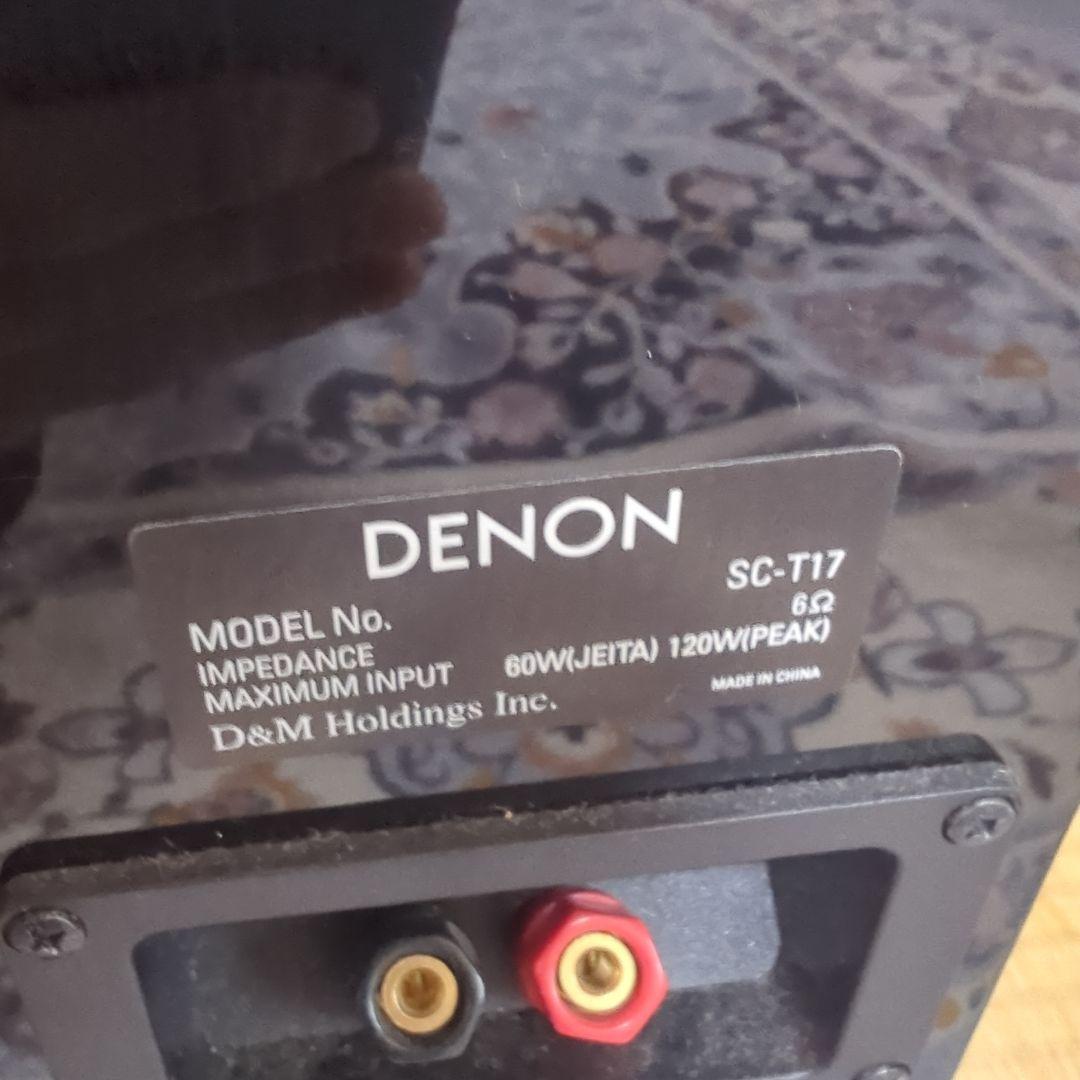 DENON
MODEL No. SC-T17
IMPEDANCE 6Ω
MAXIMUM INPUT 60W(JEITA) 120W(PEAK)
D&M Holdings Inc. MADE IN CHINA